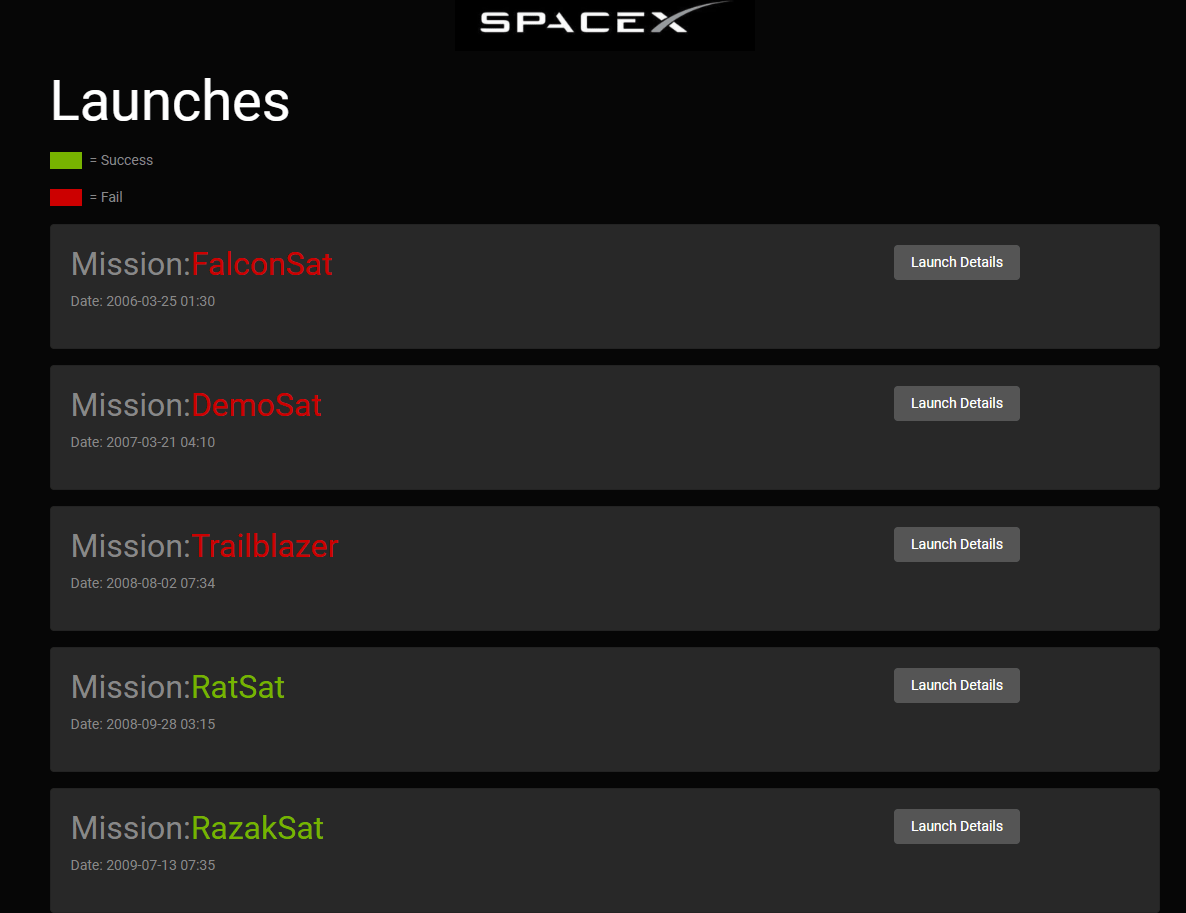 SPACEX
Launches
= Success
= Fail
Mission:FalconSat
Launch Details
Date: 2006-03-25 01:30
Mission:DemoSat
Launch Details
Date: 2007-03-21 04:10
Mission:Trailblazer
Launch Details
Date: 2008-08-02 07:34
Mission:RatSat
Launch Details
Date: 2008-09-28 03:15
Mission:RazakSat
Launch Details
Date: 2009-07-13 07:35